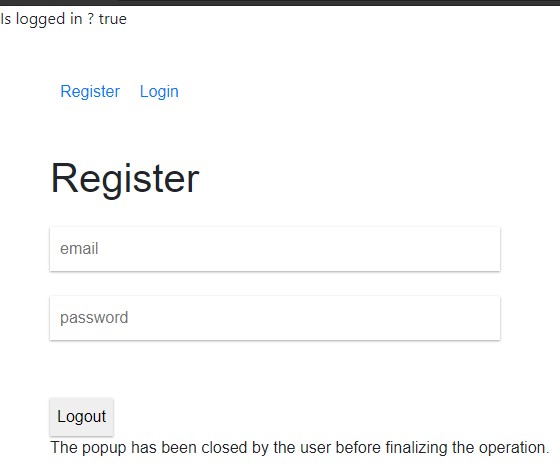 Is logged in ? true
Register Login
Register
email
password
Logout
The popup has been closed by the user before finalizing the operation.